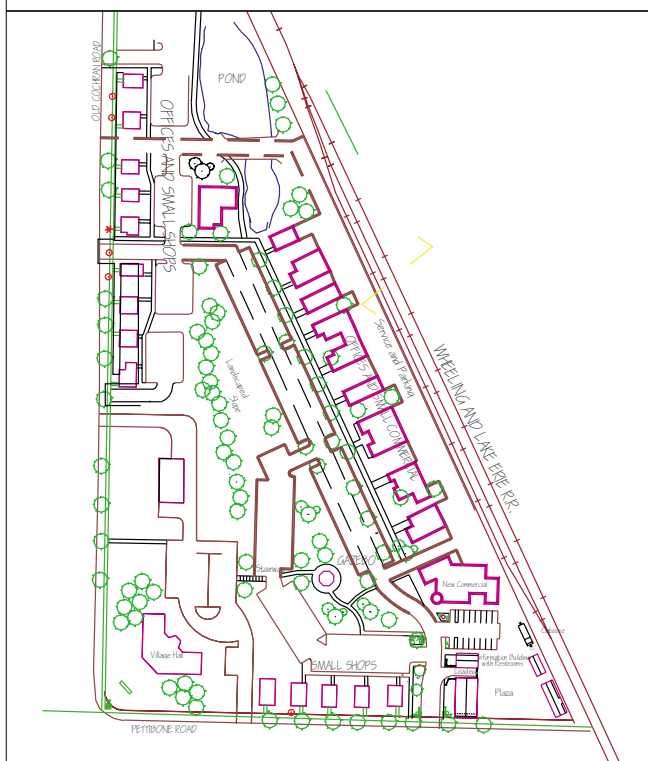 OLD COCHRAN ROAD
POND
OFFICES AND SMALL SHOPS
Landscaped
Slope
Service and Parking
OFFICES AND SMALL COMMERCIAL
WHEELING AND LAKE ERIE R.R.
GAZEBO
Stairway
New Commercial
Caboose
Village Hall
SMALL SHOPS
Information Building
with Restrooms
Loading
Plaza
PETTIBONE ROAD